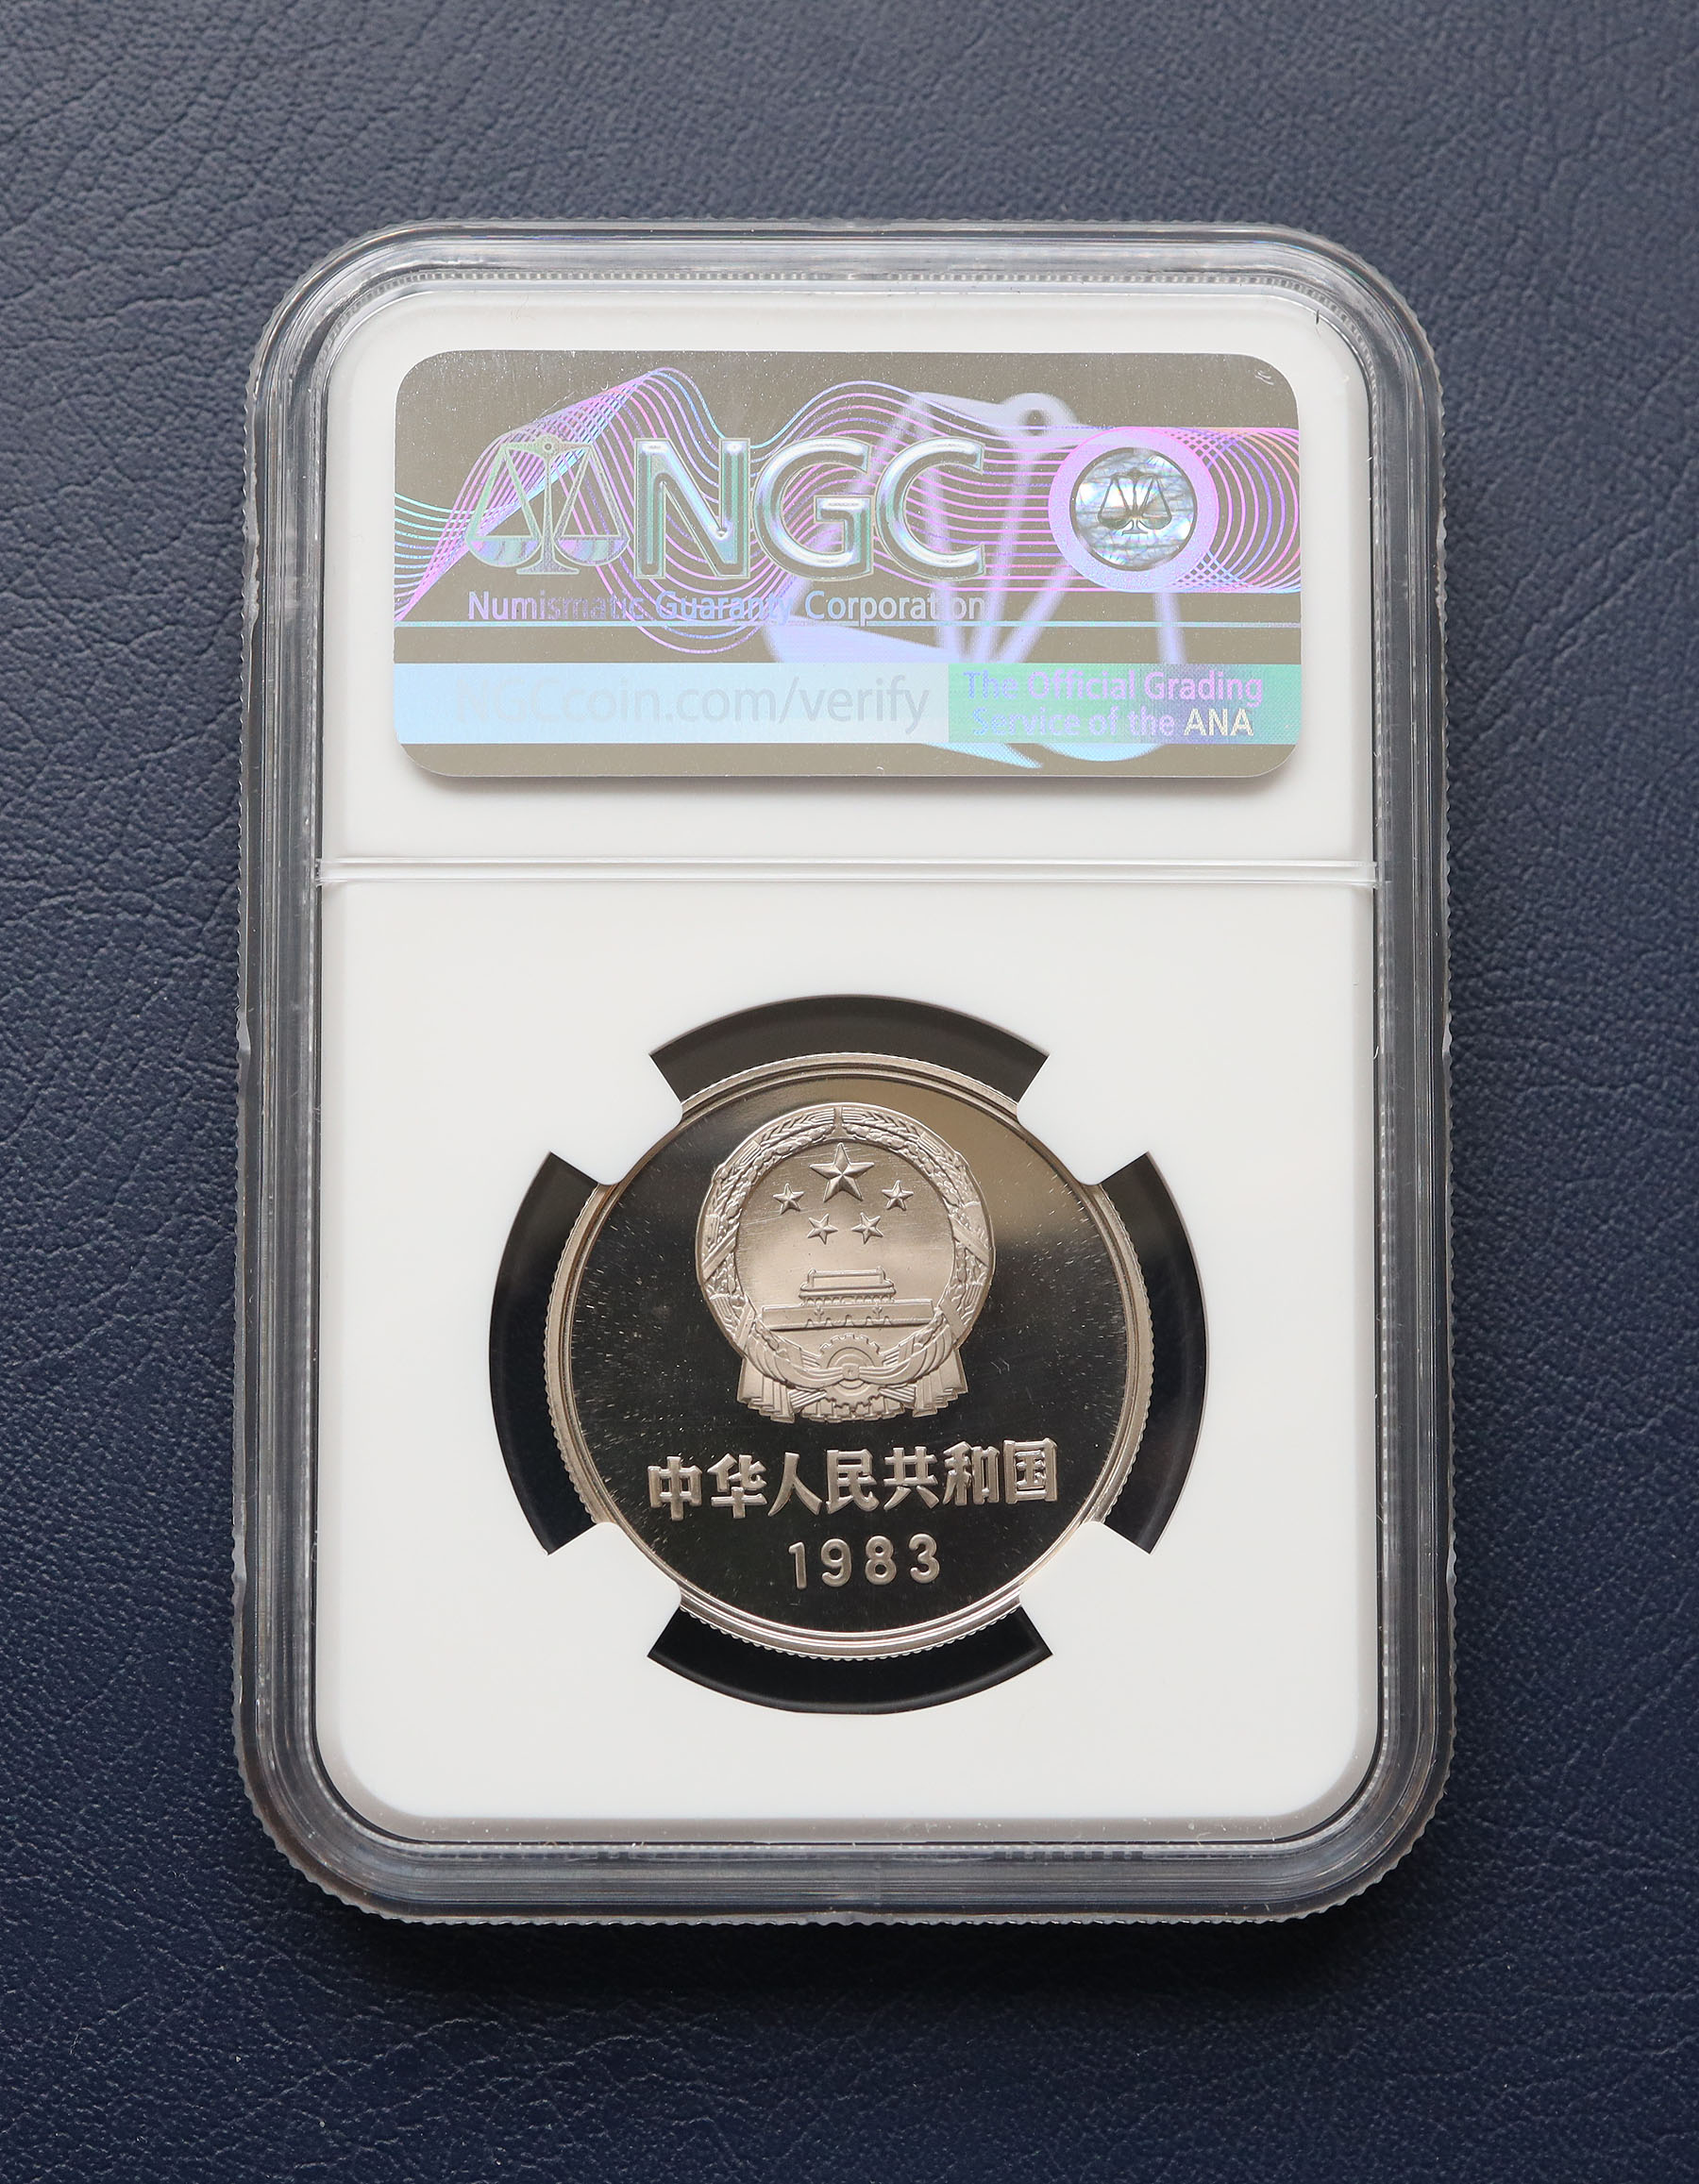 NGC
Numismatic Guaranty Corporation
NGCcoin.com/verify
The Official Grading
Service of the ANA
中华人民共和国
1983